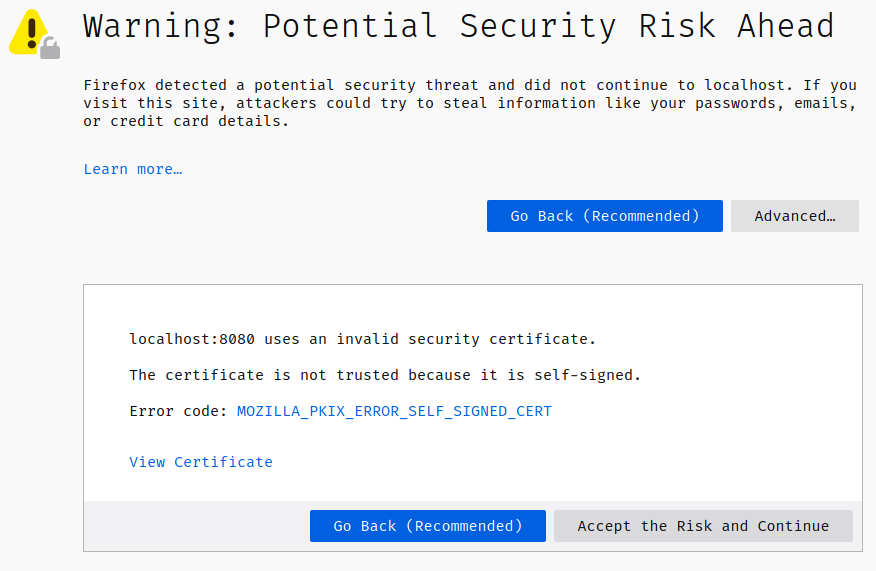 Warning: Potential Security Risk Ahead
Firefox detected a potential security threat and did not continue to localhost. If you
visit this site, attackers could try to steal information like your passwords, emails,
or credit card details.
Learn more…
Go Back (Recommended) Advanced…
localhost:8080 uses an invalid security certificate.
The certificate is not trusted because it is self-signed.
Error code: MOZILLA_PKIX_ERROR_SELF_SIGNED_CERT
View Certificate
Go Back (Recommended) Accept the Risk and Continue